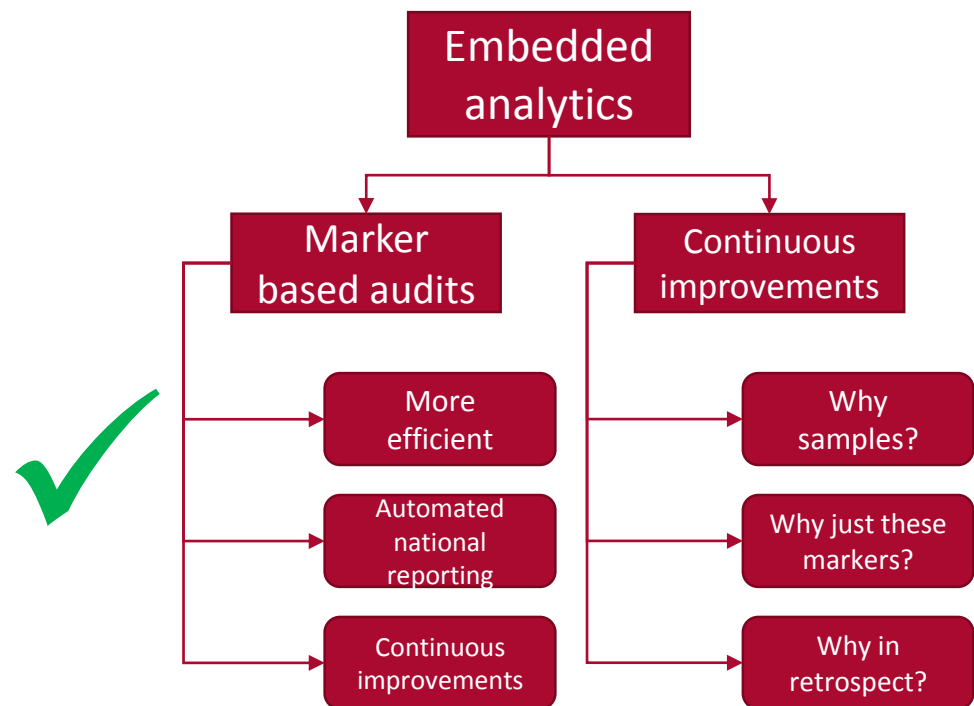 Embedded
analytics
Marker
based audits
Continuous
improvements
More
efficient
Automated
national
reporting
Continuous
improvements
Why
samples?
Why just these
markers?
Why in
retrospect?